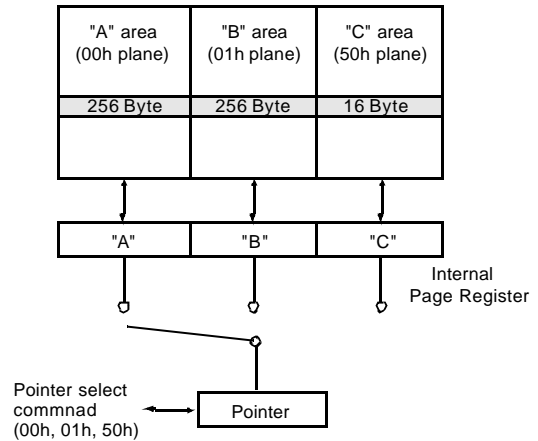 "A" area
(00h plane)
"B" area
(01h plane)
"C" area
(50h plane)
256 Byte
256 Byte
16 Byte
"A"
"B"
"C"
Internal
Page Register
Pointer select
commnad
(00h, 01h, 50h)
Pointer